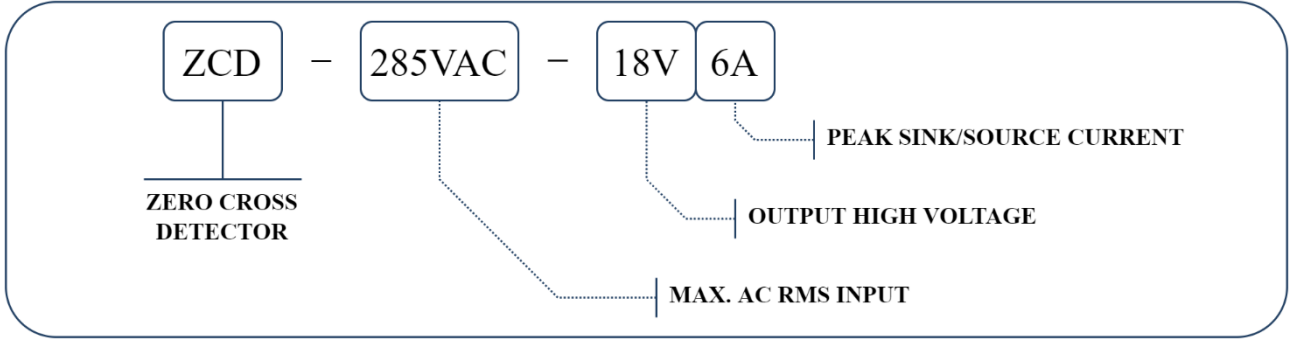 ZCD – 285VAC – 18V 6A
PEAK SINK/SOURCE CURRENT
ZERO CROSS
DETECTOR
OUTPUT HIGH VOLTAGE
MAX. AC RMS INPUT